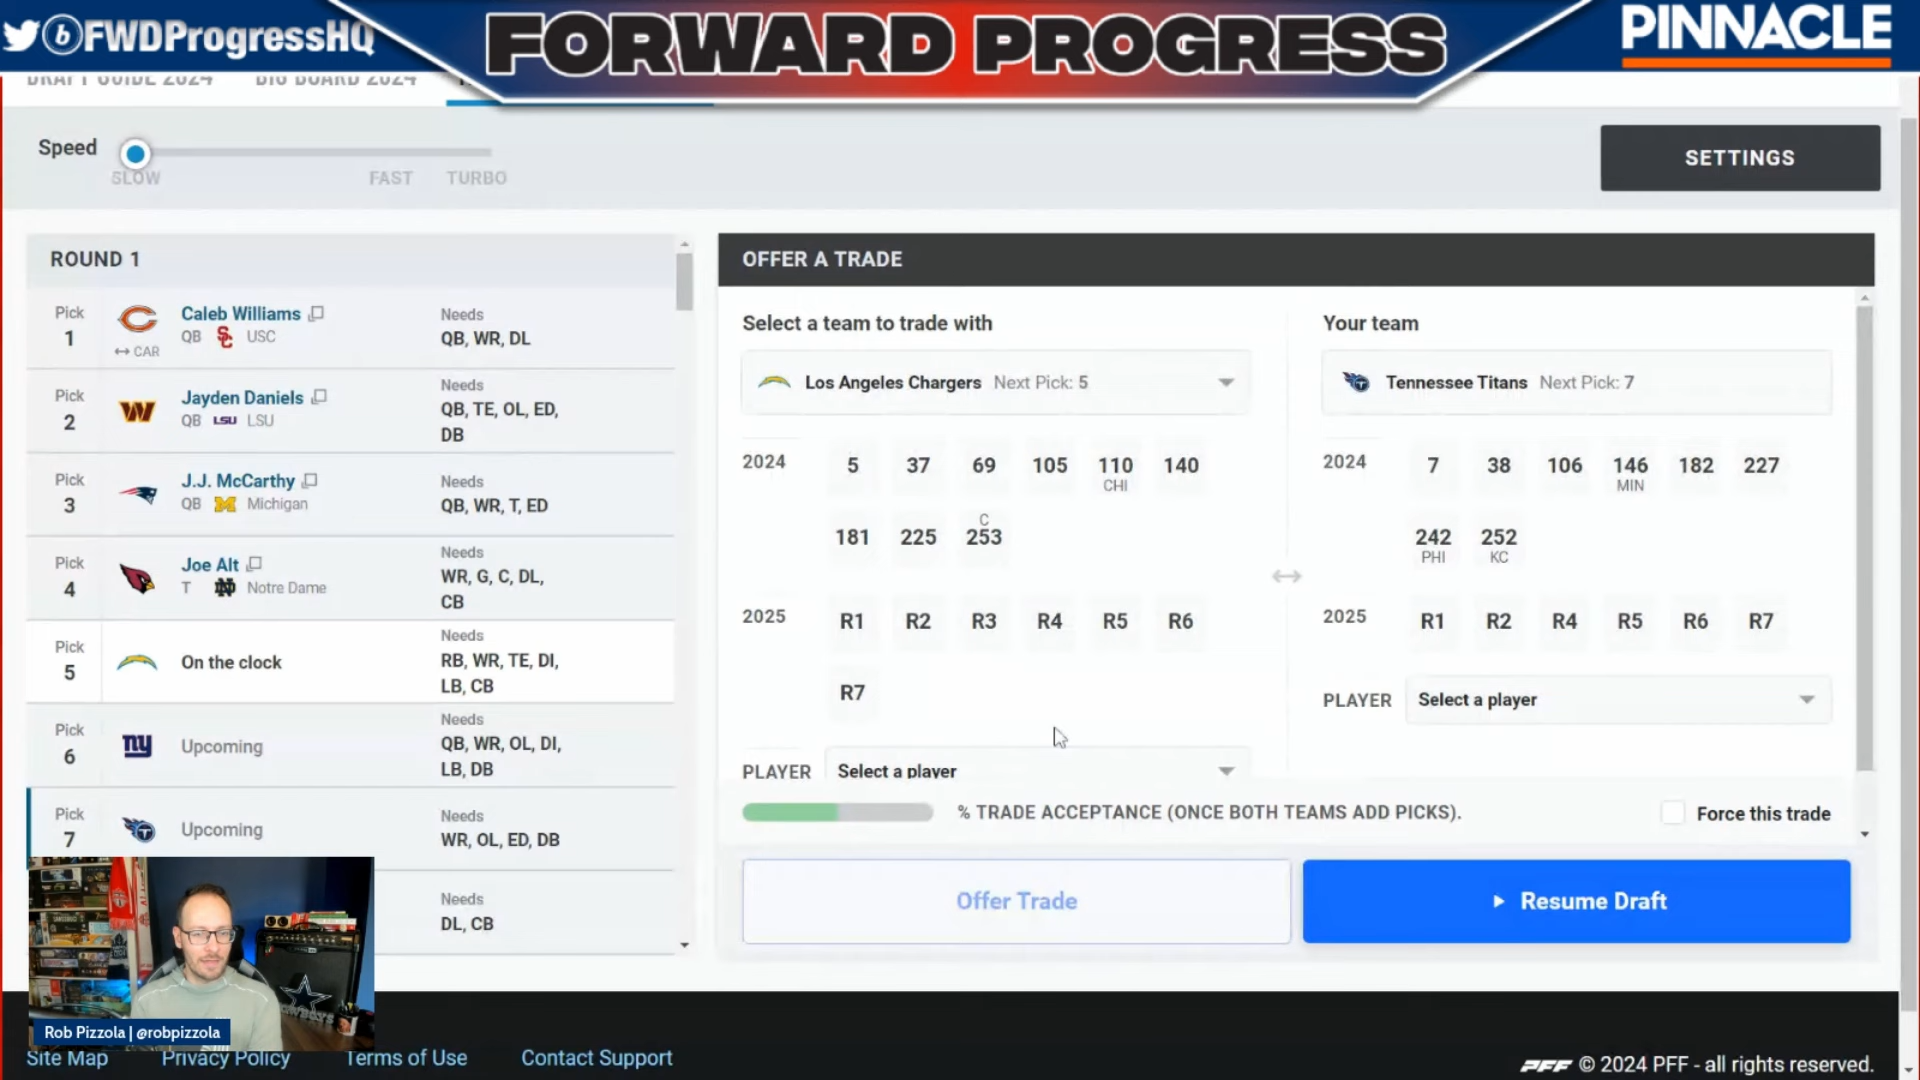 FWDProgressHQ
FORWARD PROGRESS
PINNACLE
DRAFT GUIDE 2024
BIG BOARD 2024
Speed
SLOW
FAST
TURBO
SETTINGS
ROUND 1
Pick
1
CAR
Caleb Williams
QB SC USC
Needs
QB, WR, DL
Pick
2
W
Jayden Daniels
QB LSU LSU
Needs
QB, TE, OL, ED,
DB
Pick
3
J.J. McCarthy
QB M Michigan
Needs
QB, WR, T, ED
Pick
4
Joe Alt
T ND Notre Dame
Needs
WR, G, C, DL,
CB
Pick
5
On the clock
Needs
RB, WR, TE, DI,
LB, CB
Pick
6
ny
Upcoming
Needs
QB, WR, OL, DI,
LB, DB
Pick
7
Upcoming
Needs
WR, OL, ED, DB
Needs
DL, CB
OFFER A TRADE
Select a team to trade with
Los Angeles Chargers Next Pick: 5
2024
5 37 69 105 110 140
CHI
181 225 253
C
2025
R1 R2 R3 R4 R5 R6
R7
PLAYER Select a player
Your team
Tennessee Titans Next Pick: 7
2024
7 38 106 146 182 227
MIN
242 252
PHI KC
2025
R1 R2 R4 R5 R6 R7
PLAYER Select a player
% TRADE ACCEPTANCE (ONCE BOTH TEAMS ADD PICKS).
Force this trade
Offer Trade
Resume Draft
Rob Pizzola | @robpizzola
Site Map
Privacy Policy
Terms of Use
Contact Support
PFF © 2024 PFF - all rights reserved.